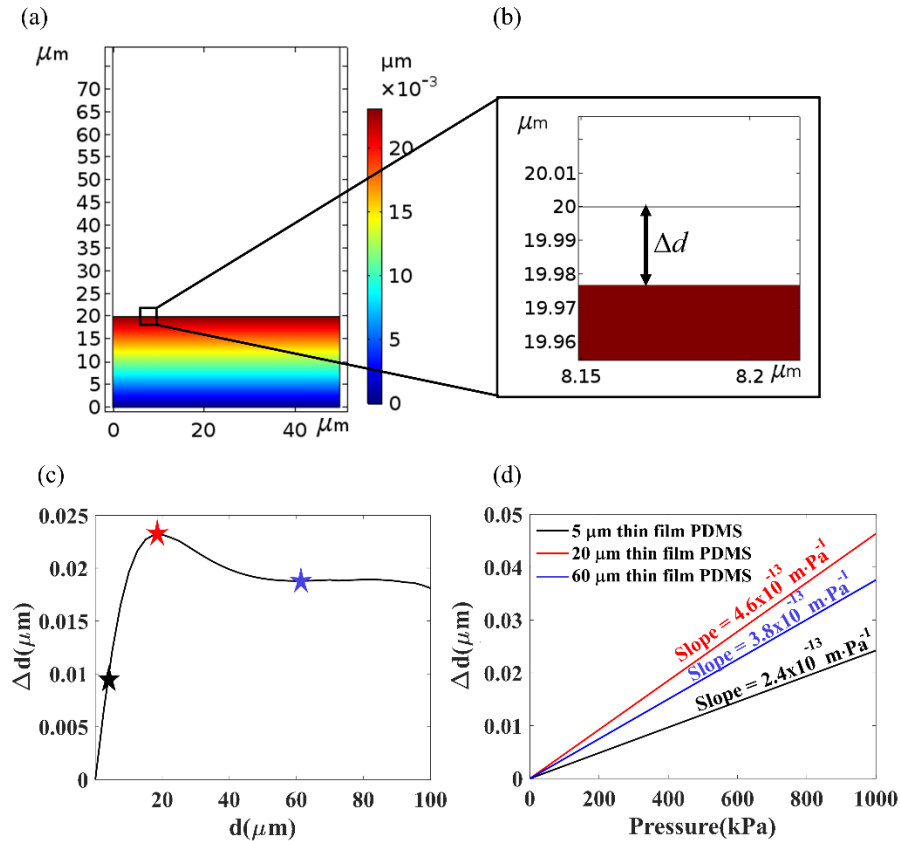 (a)
μm
75
70
65
60
55
50
45
40
35
30
25
20
15
10
5
0
0
20
40
μm
μm
×10⁻³
20
15
10
5
0
(b)
μm
20.01
20
19.99
19.98
19.97
19.96
Δd
8.15
8.2
μm
(c)
0.025
0.02
0.015
0.01
0.005
0
20
40
60
80
100
Δd(μm)
d(μm)
(d)
0.05
0.04
0.03
0.02
0.01
0
0
200
400
600
800
1000
Δd(μm)
Pressure(kPa)
5 μm thin film PDMS
20 μm thin film PDMS
60 μm thin film PDMS
Slope = 4.6x10⁻¹³ m·Pa⁻¹
Slope = 3.8x10⁻¹³ m·Pa⁻¹
Slope = 2.4x10⁻¹³ m·Pa⁻¹